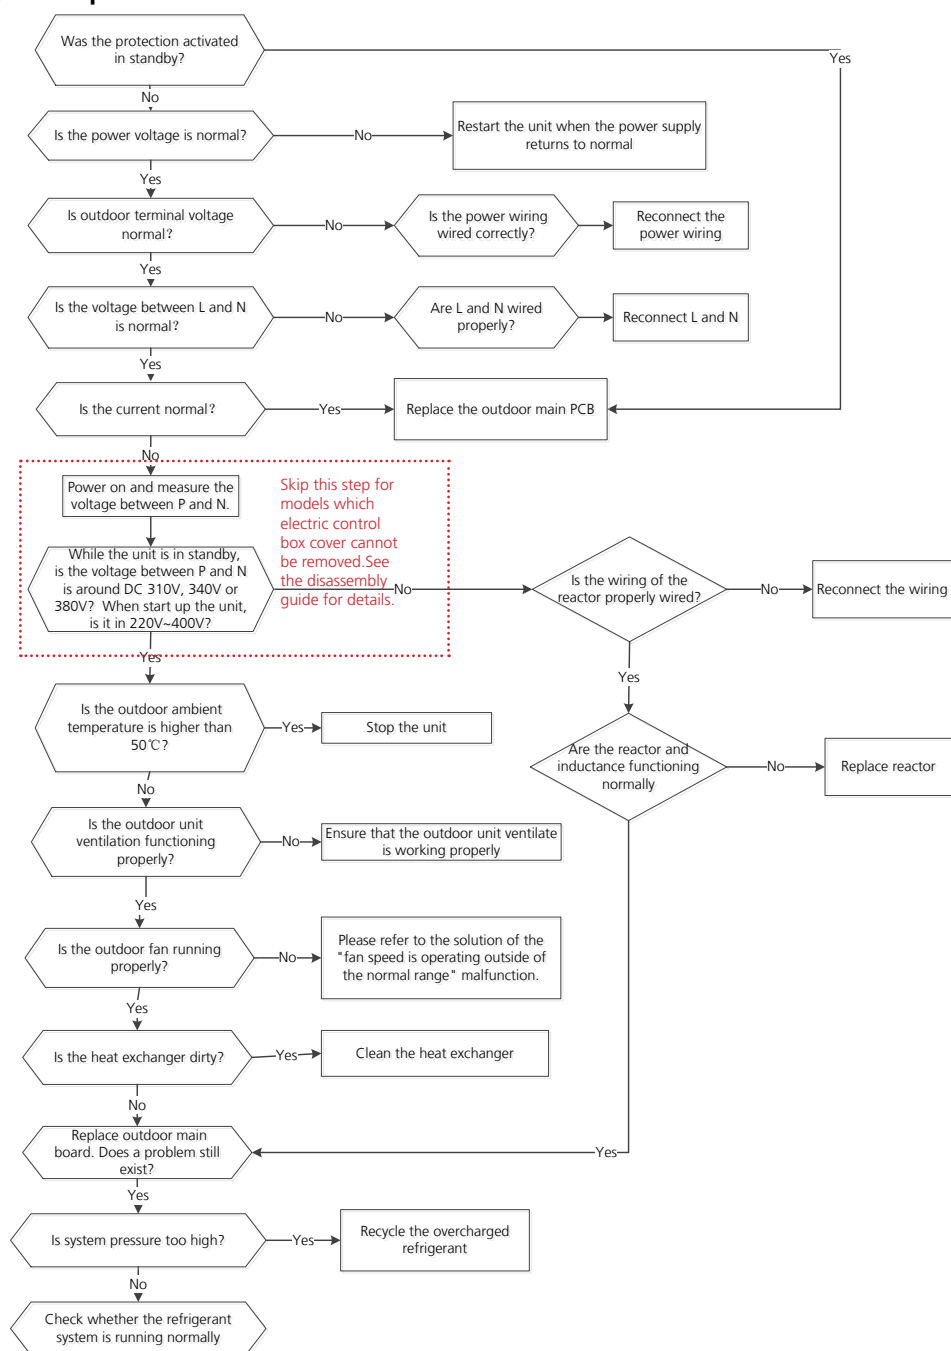 Was the protection activated
in standby?
Yes
No
Is the power voltage is normal?
No
Restart the unit when the power supply
returns to normal
Yes
Is outdoor terminal voltage
normal?
No
Is the power wiring
wired correctly?
Reconnect the
power wiring
Yes
Is the voltage between L and N
is normal?
No
Are L and N wired
properly?
Reconnect L and N
Yes
Is the current normal?
Yes
Replace the outdoor main PCB
No
Power on and measure the
voltage between P and N.
Skip this step for
models which
electric control
box cover cannot
be removed.See
the disassembly
guide for details.
While the unit is in standby,
is the voltage between P and N
is around DC 310V, 340V or
380V? When start up the unit,
is it in 220V~400V?
No
Is the wiring of the
reactor properly wired?
No
Reconnect the wiring
Yes
Yes
Is the outdoor ambient
temperature is higher than
50℃?
Yes
Stop the unit
Are the reactor and
inductance functioning
normally
No
Replace reactor
No
Is the outdoor unit
ventilation functioning
properly?
No
Ensure that the outdoor unit ventilate
is working properly
Yes
Is the outdoor fan running
properly?
No
Please refer to the solution of the
"fan speed is operating outside of
the normal range" malfunction.
Yes
Is the heat exchanger dirty?
Yes
Clean the heat exchanger
No
Replace outdoor main
board. Does a problem still
exist?
Yes
Yes
Is system pressure too high?
Yes
Recycle the overcharged
refrigerant
No
Check whether the refrigerant
system is running normally